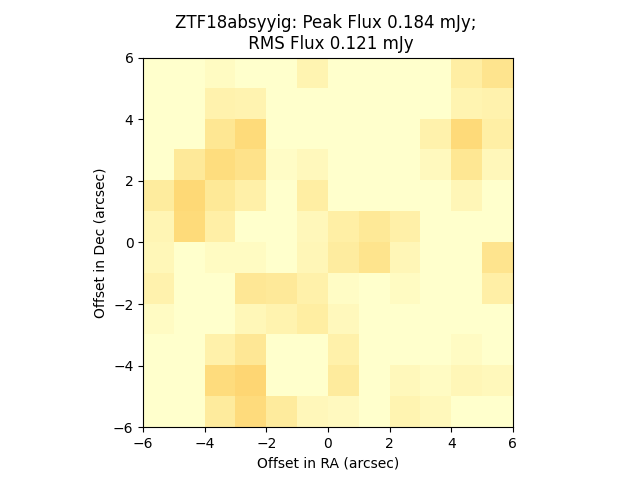 ZTF18absyyig: Peak Flux 0.184 mJy;
RMS Flux 0.121 mJy
6
4
2
0
−2
−4
−6
Offset in Dec (arcsec)
−6 −4 −2 0 2 4 6
Offset in RA (arcsec)